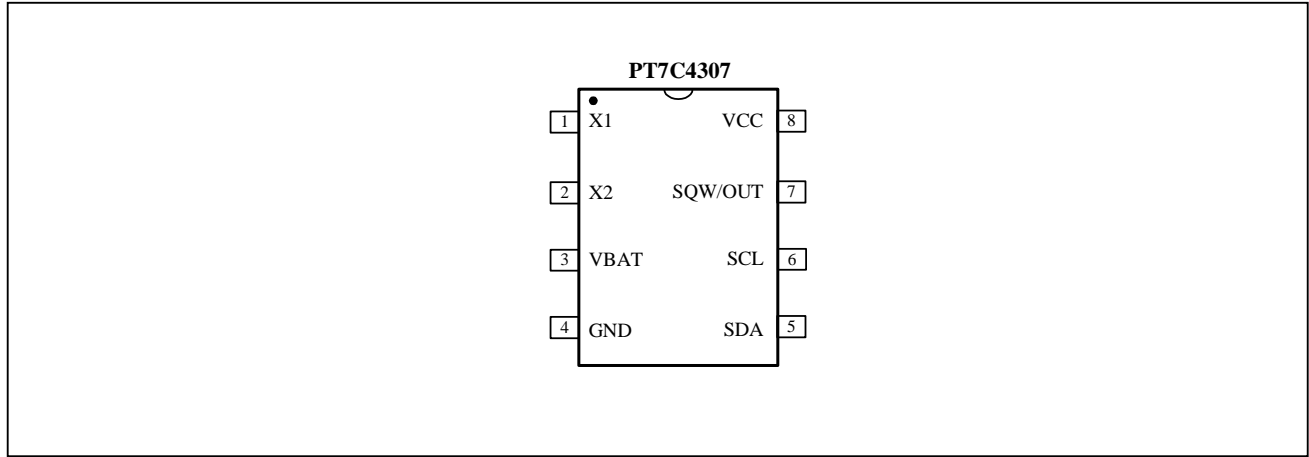 PT7C4307
1 X1 VCC 8
2 X2 SQW/OUT 7
3 VBAT SCL 6
4 GND SDA 5